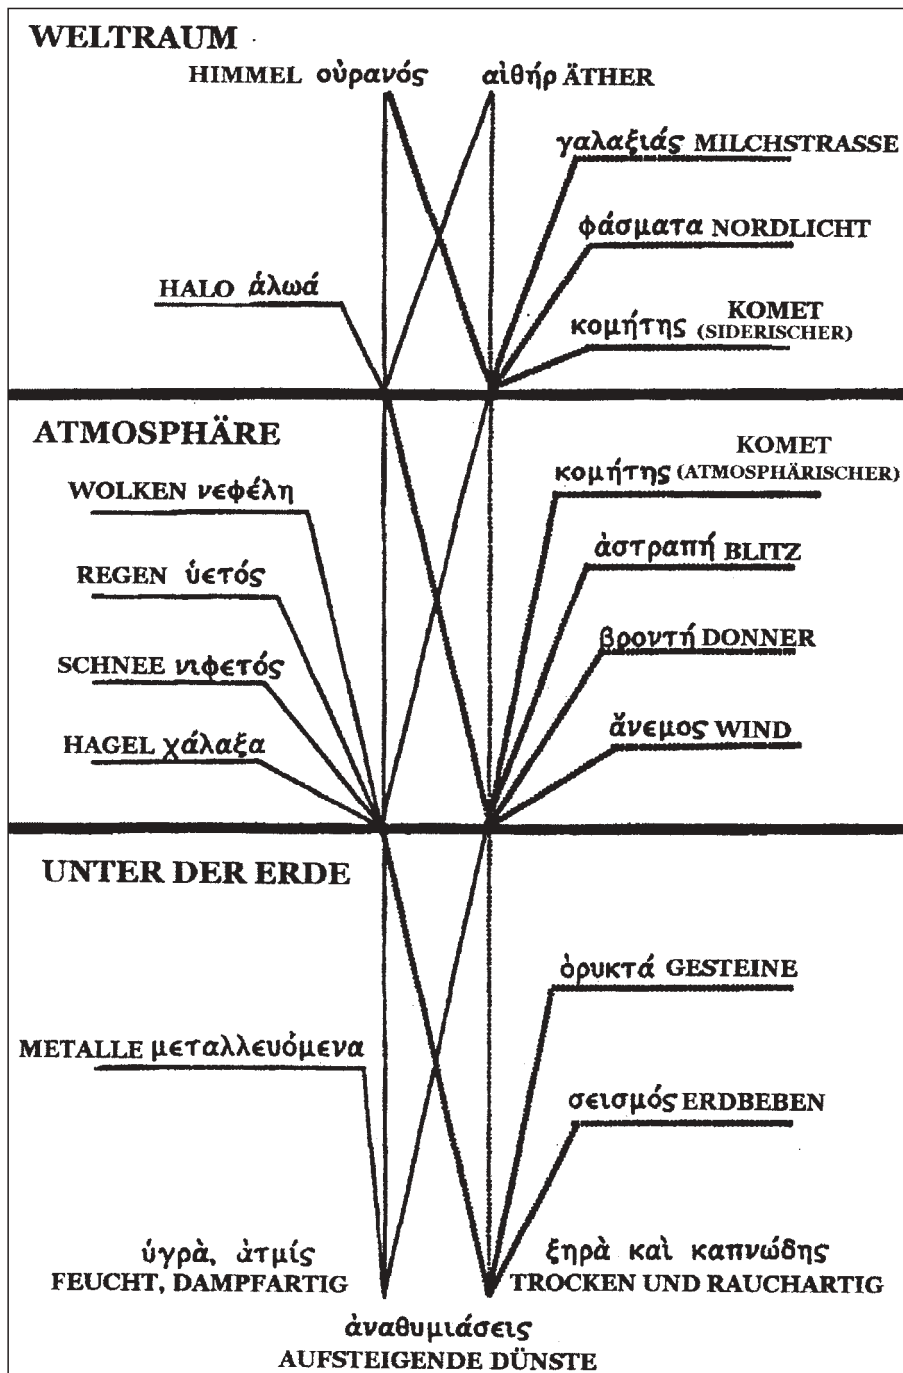 WELTRAUM
HIMMEL οὐρανός αἰθήρ ÄTHER
γαλαξιάς MILCHSTRASSE
φάσματα NORDLICHT
HALO ἁλωά
KOMET
κομήτης (SIDERISCHER)
ATMOSPHÄRE
KOMET
κομήτης (ATMOSPHÄRISCHER)
WOLKEN νεφέλη
ἀστραπή BLITZ
REGEN ὑετός
βροντή DONNER
SCHNEE νιφετός
ἄνεμος WIND
HAGEL χάλαξα
UNTER DER ERDE
ὀρυκτά GESTEINE
METALLE μεταλλευόμενα
σεισμός ERDBEBEN
ὑγρὰ, ἀτμίς
FEUCHT, DAMPFARTIG
ξηρὰ καὶ καπνώδης
TROCKEN UND RAUCHARTIG
ἀναθυμιάσεις
AUFSTEIGENDE DÜNSTE